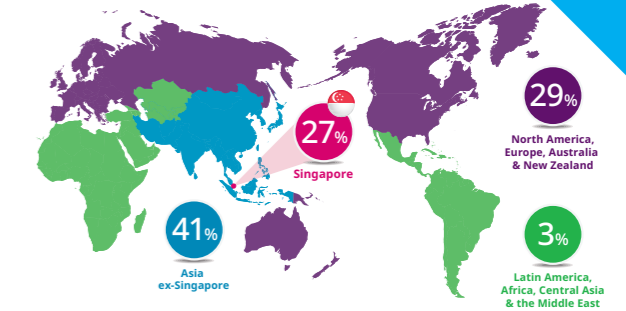 29%
North America,
Europe, Australia
& New Zealand
27%
Singapore
41%
Asia
ex-Singapore
3%
Latin America,
Africa, Central Asia
& the Middle East